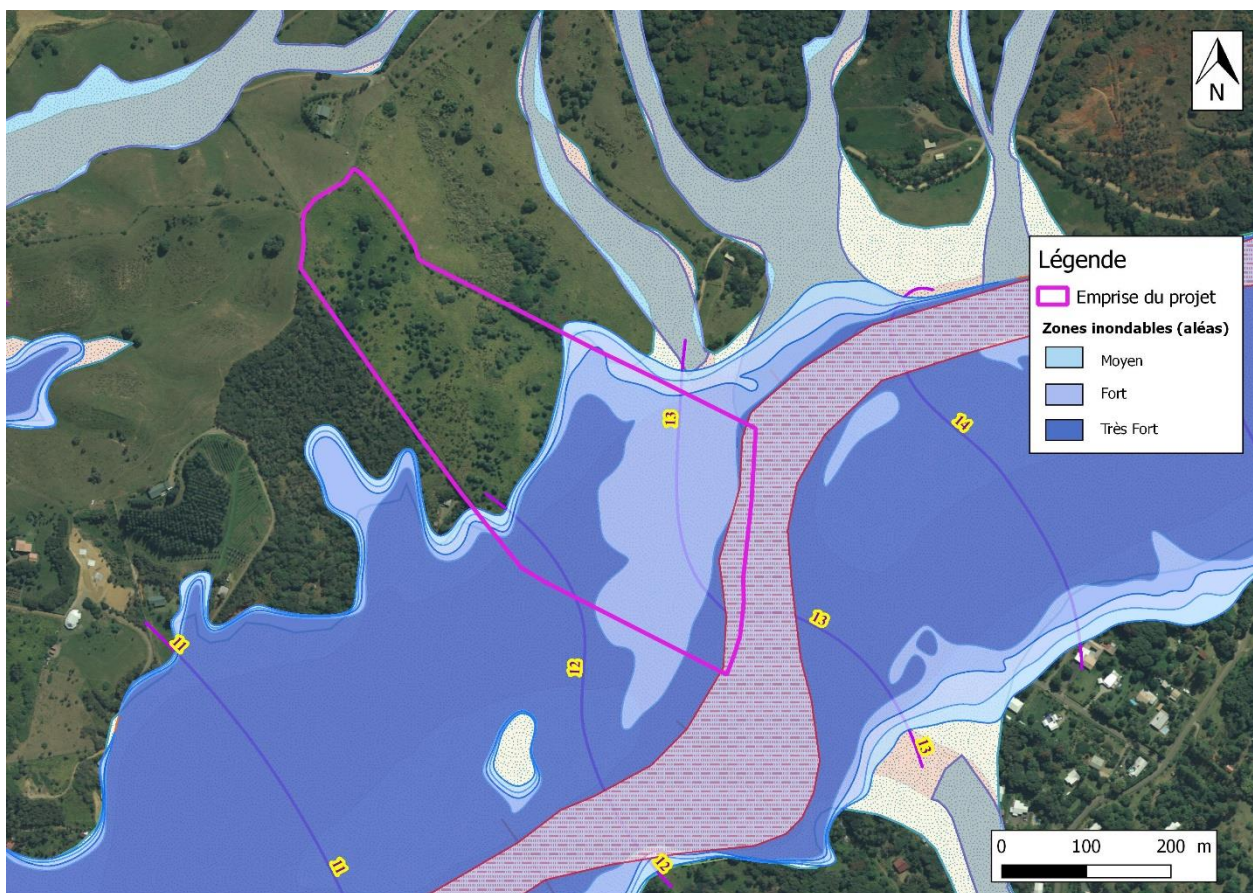 N
Légende
Emprise du projet
Zones inondables (aléas)
Moyen
Fort
Très Fort
13
14
13
12
11
13
11
12
0 100 200 m